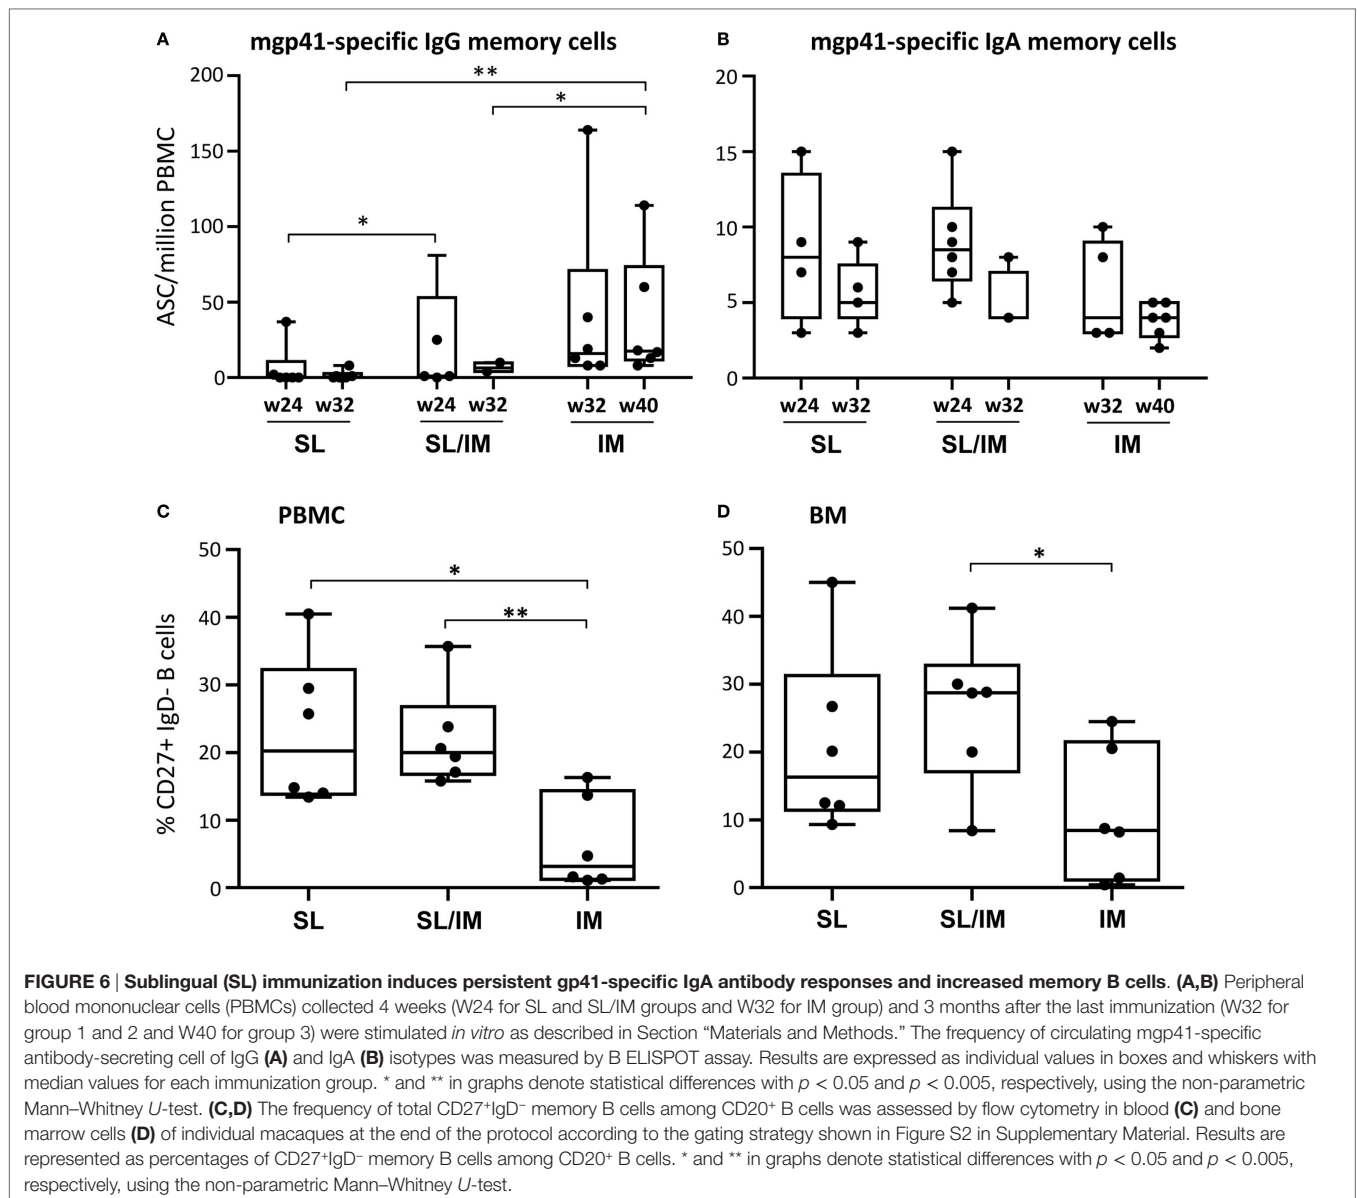 A
mgp41-specific IgG memory cells
ASC/million PBMC
200
150
100
50
0
**
*
*
w24 w32 w24 w32 w32 w40
SL SL/IM IM
B
mgp41-specific IgA memory cells
20
15
10
5
0
w24 w32 w24 w32 w32 w40
SL SL/IM IM
C
PBMC
% CD27+ IgD- B cells
50
40
30
20
10
0
*
**
SL SL/IM IM
D
BM
50
40
30
20
10
0
*
SL SL/IM IM
FIGURE 6 | Sublingual (SL) immunization induces persistent gp41-specific IgA antibody responses and increased memory B cells. (A,B) Peripheral
blood mononuclear cells (PBMCs) collected 4 weeks (W24 for SL and SL/IM groups and W32 for IM group) and 3 months after the last immunization (W32 for
group 1 and 2 and W40 for group 3) were stimulated in vitro as described in Section “Materials and Methods.” The frequency of circulating mgp41-specific
antibody-secreting cell of IgG (A) and IgA (B) isotypes was measured by B ELISPOT assay. Results are expressed as individual values in boxes and whiskers with
median values for each immunization group. * and ** in graphs denote statistical differences with p < 0.05 and p < 0.005, respectively, using the non-parametric
Mann–Whitney U-test. (C,D) The frequency of total CD27⁺IgD⁻ memory B cells among CD20⁺ B cells was assessed by flow cytometry in blood (C) and bone
marrow cells (D) of individual macaques at the end of the protocol according to the gating strategy shown in Figure S2 in Supplementary Material. Results are
represented as percentages of CD27⁺IgD⁻ memory B cells among CD20⁺ B cells. * and ** in graphs denote statistical differences with p < 0.05 and p < 0.005,
respectively, using the non-parametric Mann–Whitney U-test.